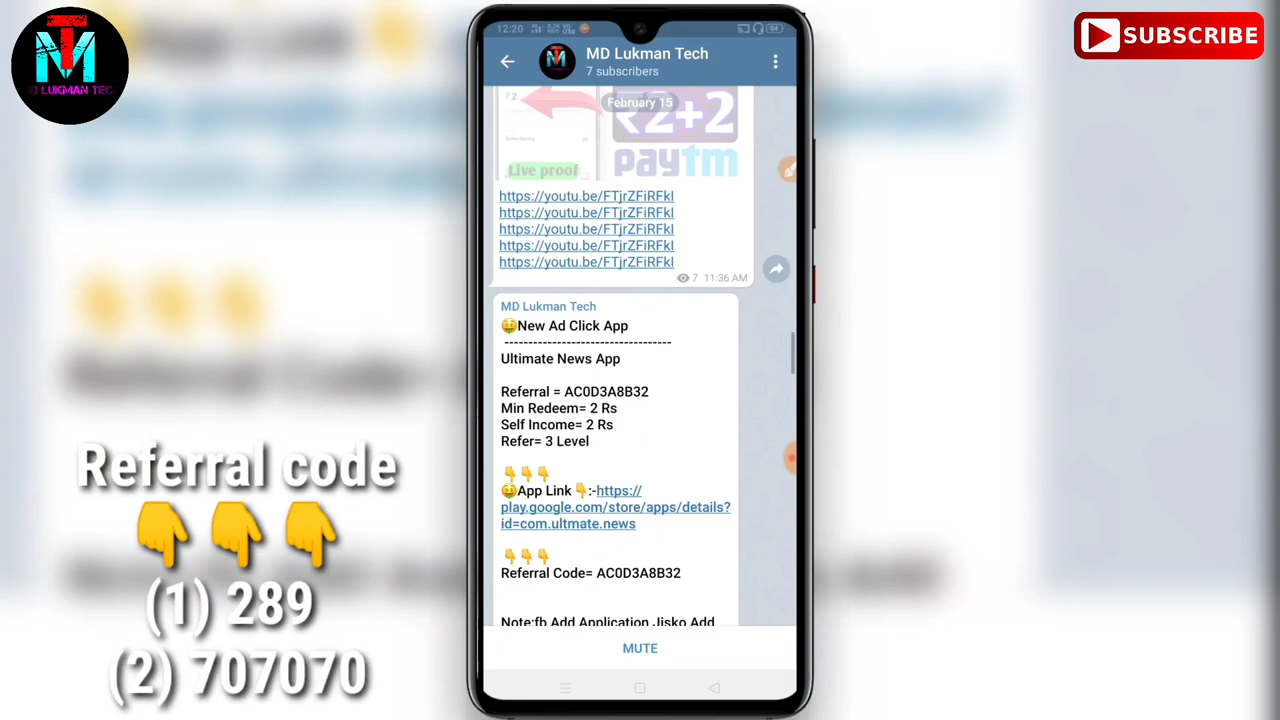 SUBSCRIBE
12:20
MD Lukman Tech
7 subscribers
February 15
₹2
₹2+2
paytm
Live proof
https://youtu.be/FTjrZFiRFkI
https://youtu.be/FTjrZFiRFkI
https://youtu.be/FTjrZFiRFkI
https://youtu.be/FTjrZFiRFkI
https://youtu.be/FTjrZFiRFkI
7 11:36 AM
MD Lukman Tech
🤑New Ad Click App
-----------------------------------
Ultimate News App
Referral = AC0D3A8B32
Min Redeem= 2 Rs
Self Income= 2 Rs
Refer= 3 Level
👇👇👇
🤑App Link👇:-https://
play.google.com/store/apps/details?
id=com.ultmate.news
👇👇👇
Referral Code= AC0D3A8B32
Note:fb Add Application Jisko Add
MUTE
Referral code
👇👇👇
(1) 289
(2) 707070